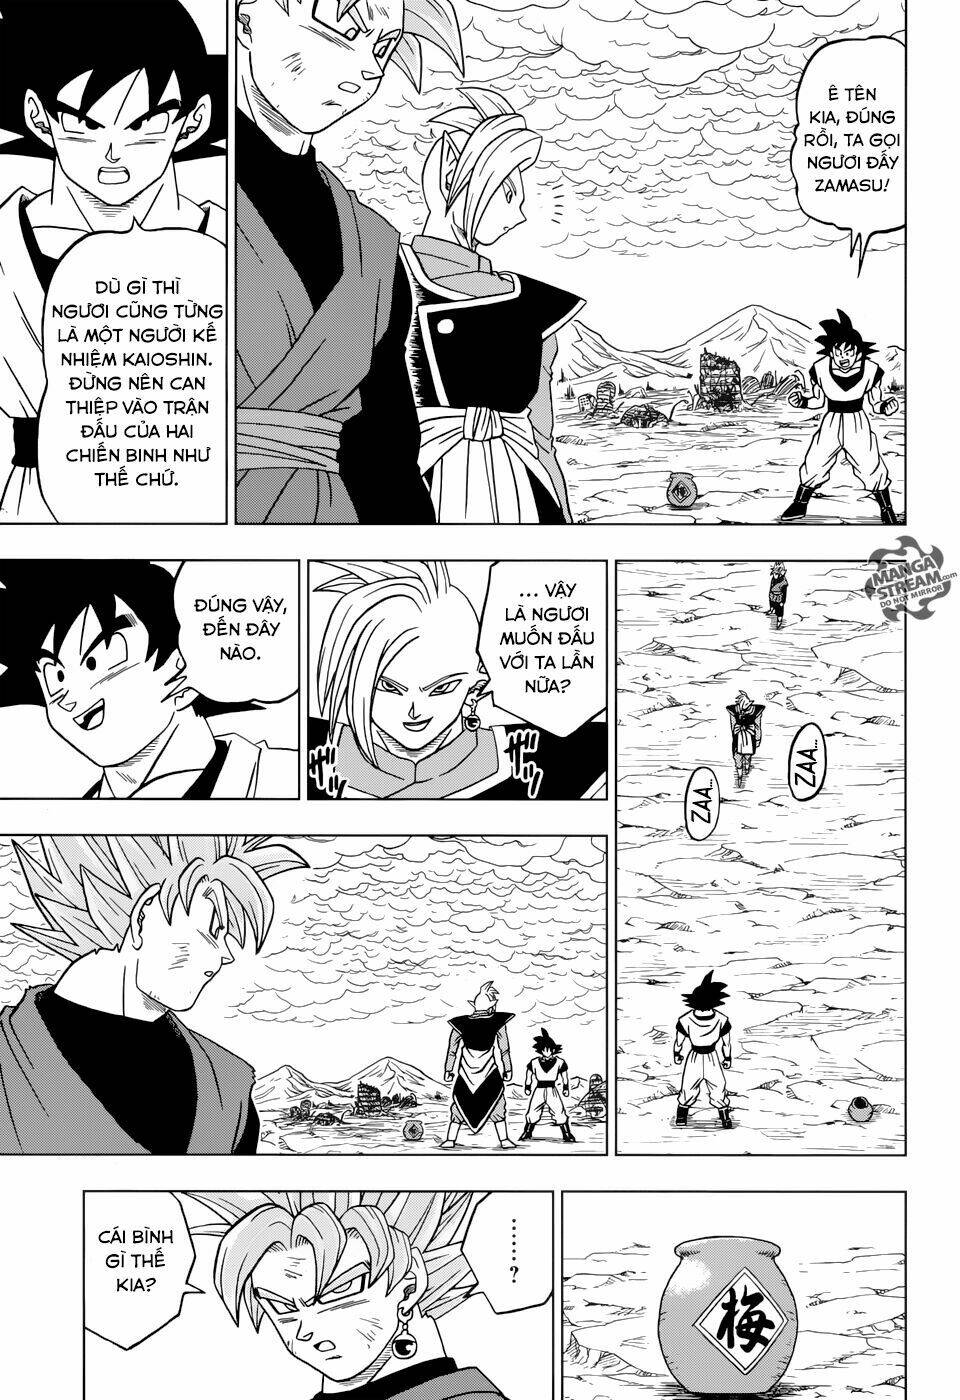 Ê TÊN
KIA, ĐÚNG
RỒI, TA GỌI
NGƯƠI ĐẤY
ZAMASU!
DÙ GÌ THÌ
NGƯƠI CŨNG TỪNG
LÀ MỘT NGƯỜI KẾ
NHIỆM KAIOSHIN.
ĐỪNG NÊN CAN
THIỆP VÀO TRẬN
ĐẤU CỦA HAI
CHIẾN BINH NHƯ
THẾ CHỨ.
MANGA
STREAM.com
DO NOT MIRROR!
... VẬY
LÀ NGƯƠI
MUỐN ĐẤU
VỚI TA LẦN
NỮA?
ĐÚNG VẬY,
ĐẾN ĐÂY
NÀO.
ZAA...
ZAA...
......?
CÁI BÌNH
GÌ THẾ
KIA?
梅